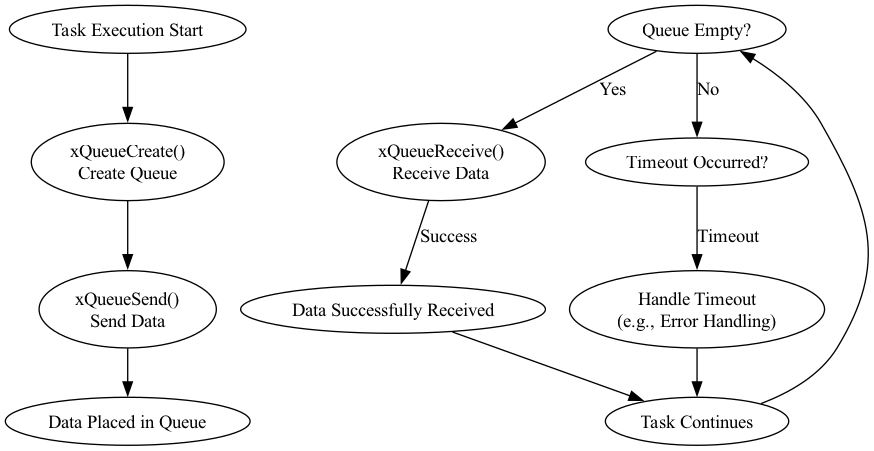 Task Execution Start
xQueueCreate()
Create Queue
xQueueSend()
Send Data
Data Placed in Queue
Queue Empty?
Yes
No
xQueueReceive()
Receive Data
Timeout Occurred?
Success
Timeout
Data Successfully Received
Handle Timeout
(e.g., Error Handling)
Task Continues